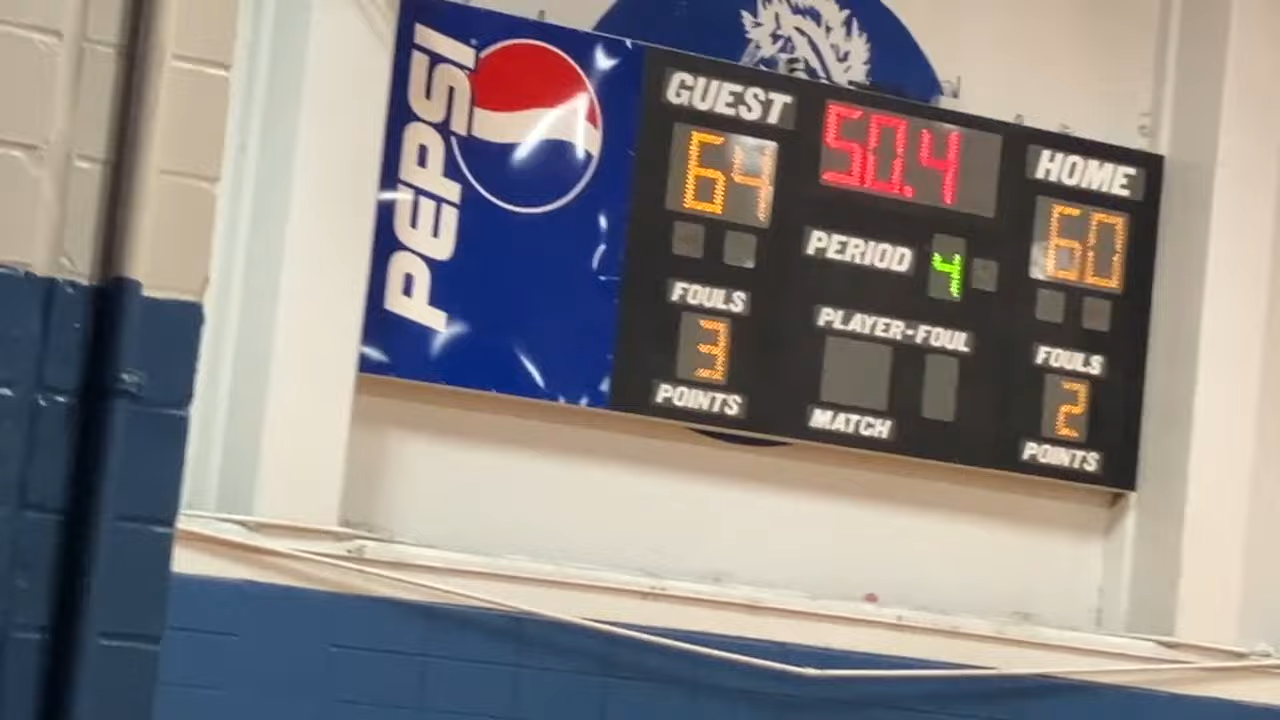 PEPSI
GUEST
64
50.4
HOME
60
PERIOD 4
FOULS
3
POINTS
PLAYER-FOUL
MATCH
FOULS
2
POINTS